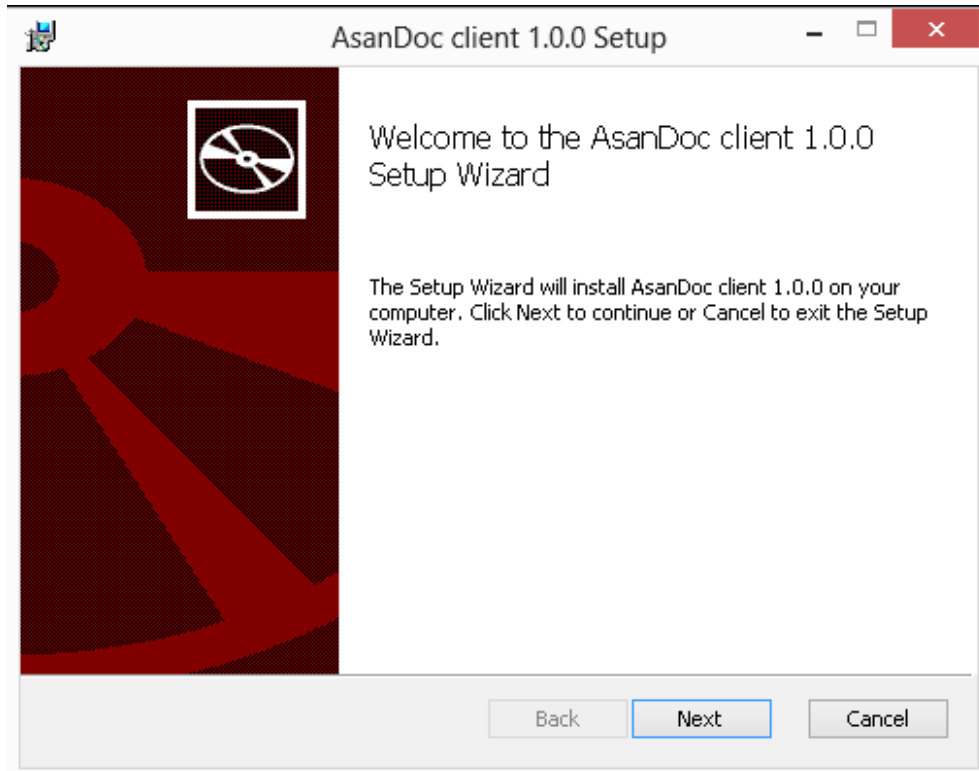 AsanDoc client 1.0.0 Setup
Welcome to the AsanDoc client 1.0.0
Setup Wizard
The Setup Wizard will install AsanDoc client 1.0.0 on your
computer. Click Next to continue or Cancel to exit the Setup
Wizard.
Back
Next
Cancel